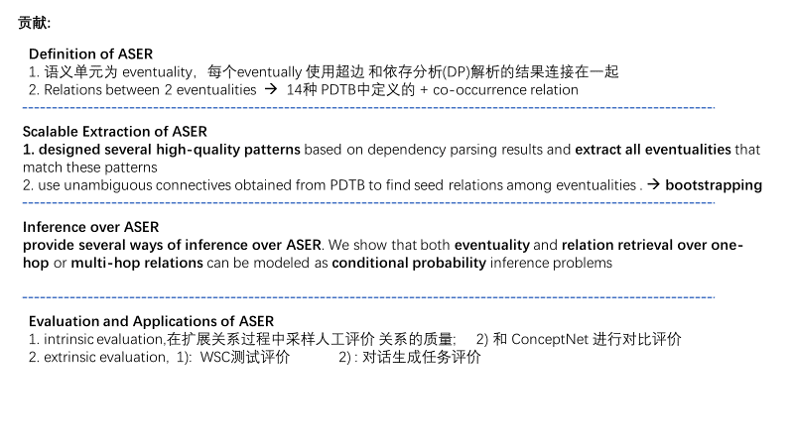 贡献:
Definition of ASER
1. 语义单元为 eventuality，每个eventually 使用超边 和依存分析(DP)解析的结果连接在一起
2. Relations between 2 eventualities → 14种 PDTB中定义的 + co-occurrence relation
Scalable Extraction of ASER
1. designed several high-quality patterns based on dependency parsing results and extract all eventualities that
match these patterns
2. use unambiguous connectives obtained from PDTB to find seed relations among eventualities . → bootstrapping
Inference over ASER
provide several ways of inference over ASER. We show that both eventuality and relation retrieval over one-
hop or multi-hop relations can be modeled as conditional probability inference problems
Evaluation and Applications of ASER
1. intrinsic evaluation,在扩展关系过程中采样人工评价 关系的质量; 2) 和 ConceptNet 进行对比评价
2. extrinsic evaluation, 1): WSC测试评价 2) : 对话生成任务评价